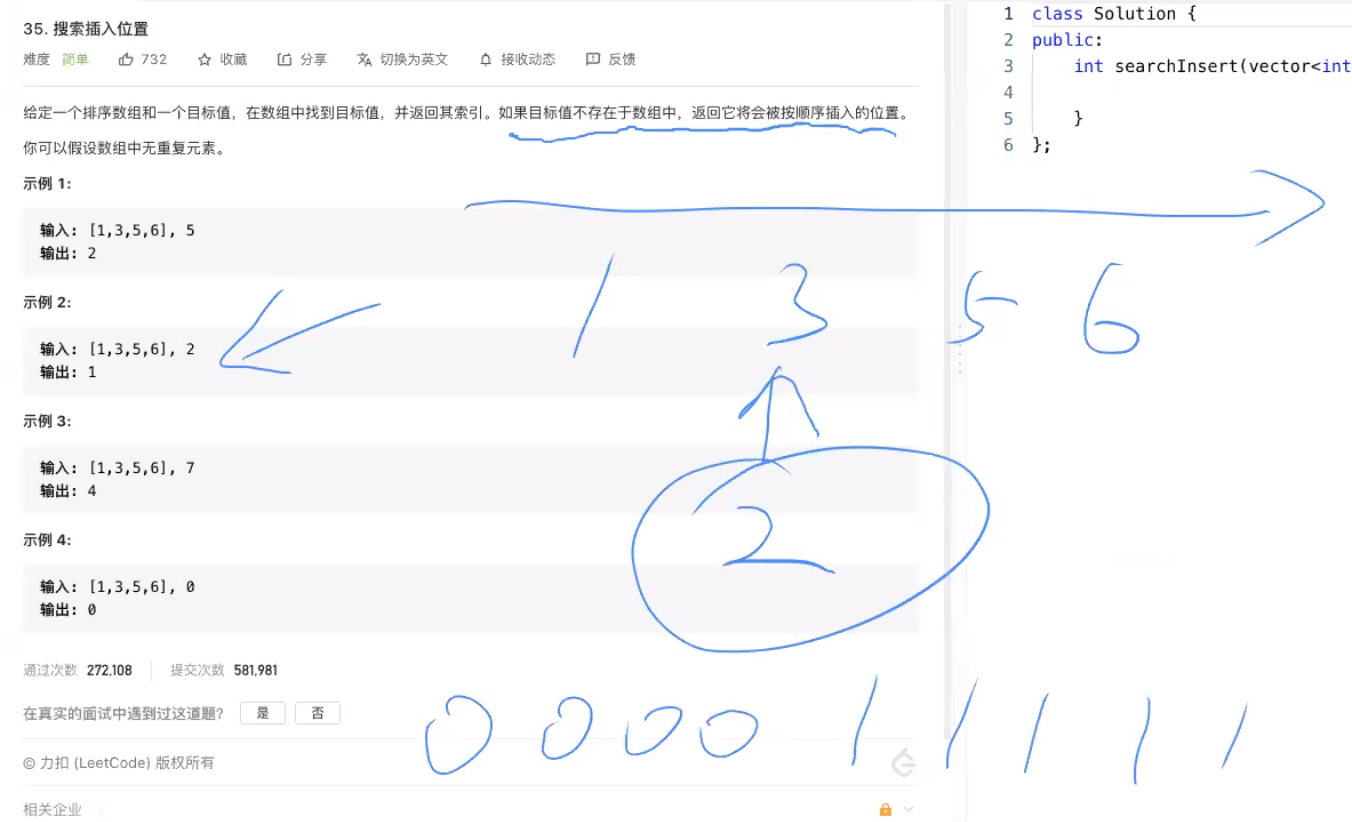 35. 搜索插入位置
难度 简单 732 收藏 分享 切换为英文 接收动态 反馈
给定一个排序数组和一个目标值，在数组中找到目标值，并返回其索引。如果目标值不存在于数组中，返回它将会被按顺序插入的位置。
你可以假设数组中无重复元素。
示例 1:
输入: [1,3,5,6], 5
输出: 2
示例 2:
输入: [1,3,5,6], 2
输出: 1
示例 3:
输入: [1,3,5,6], 7
输出: 4
示例 4:
输入: [1,3,5,6], 0
输出: 0
通过次数 272,108 提交次数 581,981
在真实的面试中遇到过这道题? 是 否
© 力扣 (LeetCode) 版权所有
相关企业
1 class Solution {
2 public:
3 int searchInsert(vector<int
4
5 }
6 };
1 3 5 6
2
0 0 0 0 1 1 1 1 1